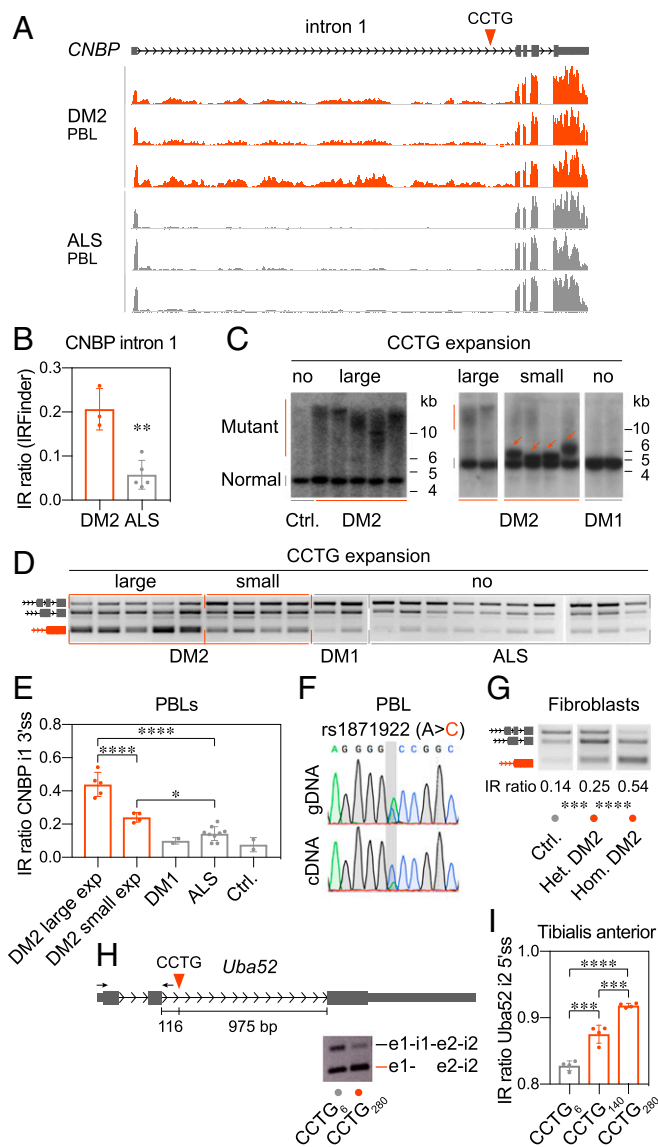 A
intron 1
CCTG
CNBP
DM2
PBL
ALS
PBL
B
CNBP intron 1
IR ratio (IRFinder)
0.3
0.2
0.1
0.0
**
DM2 ALS
C
CCTG expansion
no large
kb
large small no
kb
Mutant
10
6
5
4
Normal
10
6
5
4
Ctrl. DM2
DM2 DM1
D
CCTG expansion
large small no
DM2 DM1 ALS
E
PBLs
IR ratio CNBP i1 3'ss
0.8
0.6
0.4
0.2
0.0
****
****
*
DM2 large exp
DM2 small exp
DM1
ALS
Ctrl.
F
PBL
rs1871922 (A>C)
A G G G G C C G G C
gDNA
cDNA
G
Fibroblasts
IR ratio 0.14 0.25 0.54
*** ****
Ctrl.
Het. DM2
Hom. DM2
H
CCTG
Uba52
116
975 bp
e1-i1-e2-i2
e1- e2-i2
CCTG6
CCTG280
I
Tibialis anterior
IR ratio Uba52 i2 5'ss
1.0
0.9
0.8
****
***
***
CCTG6
CCTG140
CCTG280